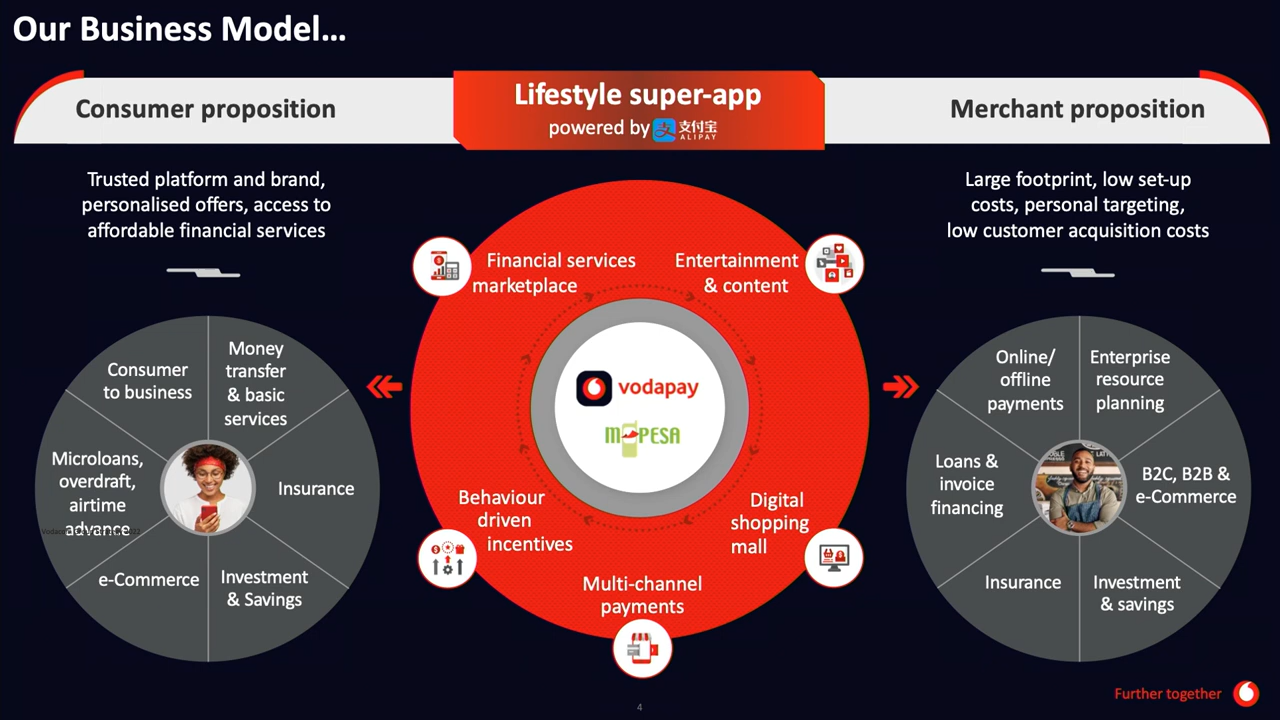 Our Business Model...
Consumer proposition
Lifestyle super-app
powered by 支 支付宝
ALIPAY
Merchant proposition
Trusted platform and brand,
personalised offers, access to
affordable financial services
Large footprint, low set-up
costs, personal targeting,
low customer acquisition costs
Consumer
to business
Money
transfer
& basic
services
Microloans,
overdraft,
airtime
advance
Insurance
e-Commerce
Investment
& Savings
Financial services
marketplace
Entertainment
& content
vodapay
M-PESA
Behaviour
driven
incentives
Digital
shopping
mall
Multi-channel
payments
Online/
offline
payments
Enterprise
resource
planning
Loans &
invoice
financing
B2C, B2B &
e-Commerce
Insurance
Investment
& savings
Further together
4